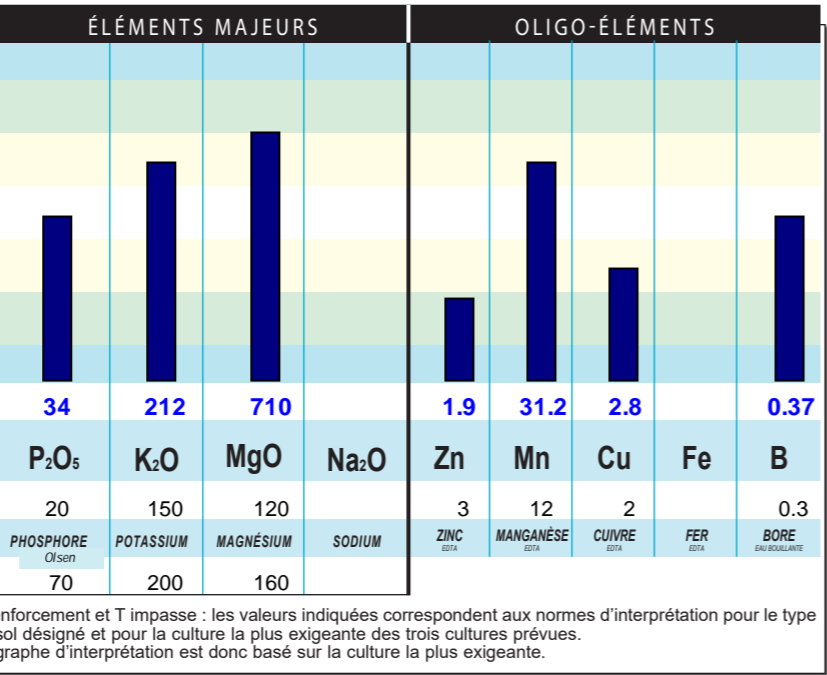 ÉLÉMENTS MAJEURS OLIGO-ÉLÉMENTS
34 212 710 1.9 31.2 2.8 0.37
P₂O₅ K₂O MgO Na₂O Zn Mn Cu Fe B
20 150 120 3 12 2 0.3
PHOSPHORE POTASSIUM MAGNÉSIUM SODIUM ZINC MANGANÈSE CUIVRE FER BORE
Olsen EDTA EDTA EDTA EDTA EAU BOUILLANTE
70 200 160
enforcement et T impasse : les valeurs indiquées correspondent aux normes d'interprétation pour le type
sol désigné et pour la culture la plus exigeante des trois cultures prévues.
graphe d'interprétation est donc basé sur la culture la plus exigeante.